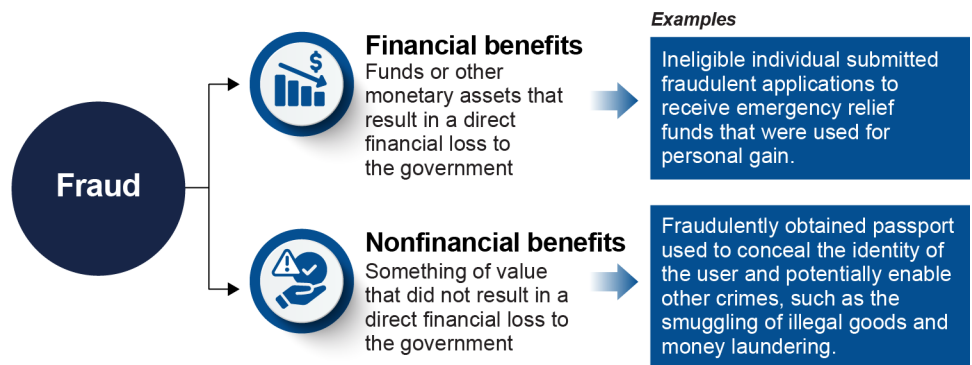 Examples
Fraud
Financial benefits
Funds or other
monetary assets that
result in a direct
financial loss to
the government
$
Ineligible individual submitted
fraudulent applications to
receive emergency relief
funds that were used for
personal gain.
Nonfinancial benefits
Something of value
that did not result in a
direct financial loss to
the government
Fraudulently obtained passport
used to conceal the identity of
the user and potentially enable
other crimes, such as the
smuggling of illegal goods and
money laundering.